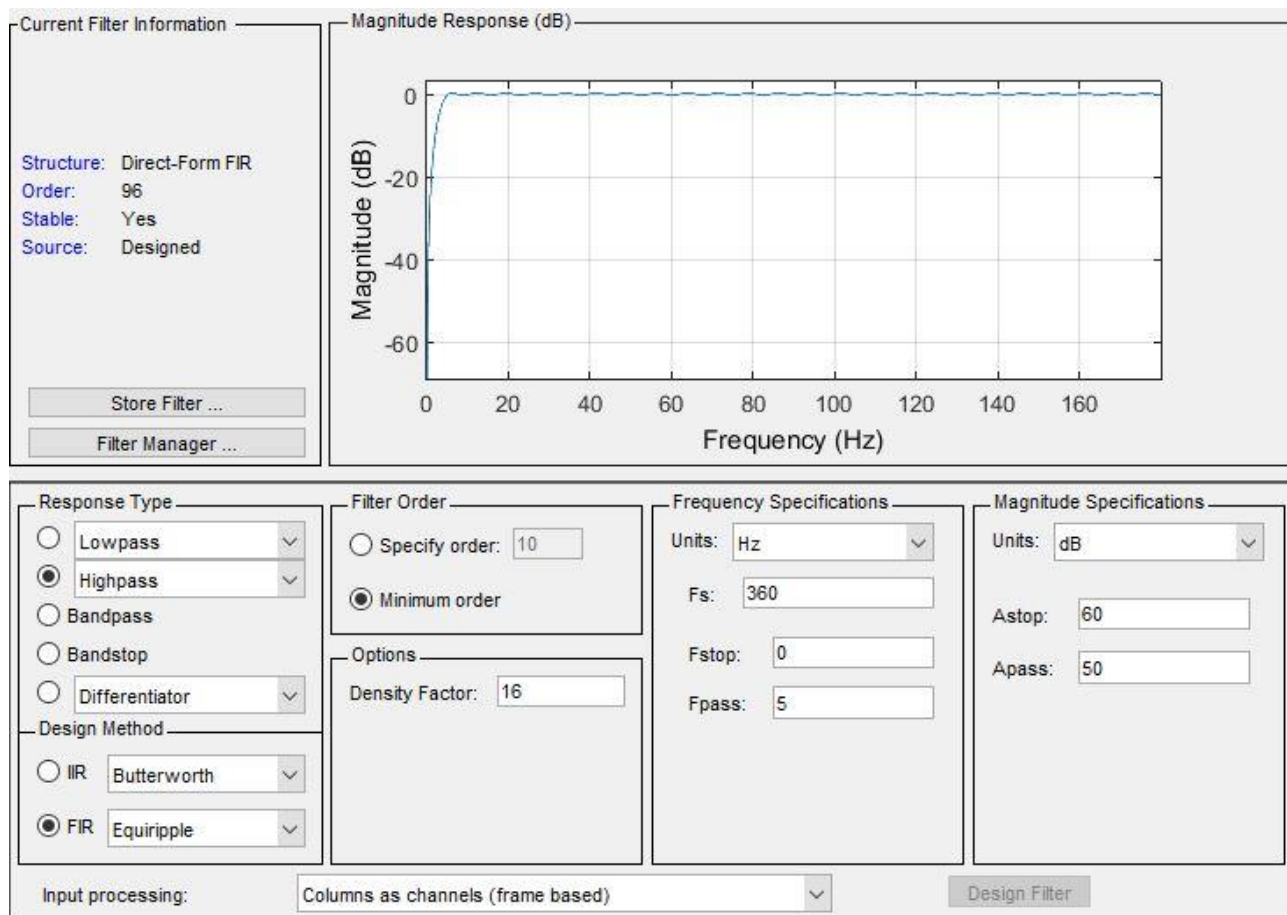 Current Filter Information
Structure: Direct-Form FIR
Order: 96
Stable: Yes
Source: Designed
Store Filter ...
Filter Manager ...
Magnitude Response (dB)
Magnitude (dB)
0
-20
-40
-60
0 20 40 60 80 100 120 140 160
Frequency (Hz)
Response Type
Lowpass
Highpass
Bandpass
Bandstop
Differentiator
Design Method
IIR Butterworth
FIR Equiripple
Filter Order
Specify order: 10
Minimum order
Options
Density Factor: 16
Frequency Specifications
Units: Hz
Fs: 360
Fstop: 0
Fpass: 5
Magnitude Specifications
Units: dB
Astop: 60
Apass: 50
Input processing: Columns as channels (frame based)
Design Filter